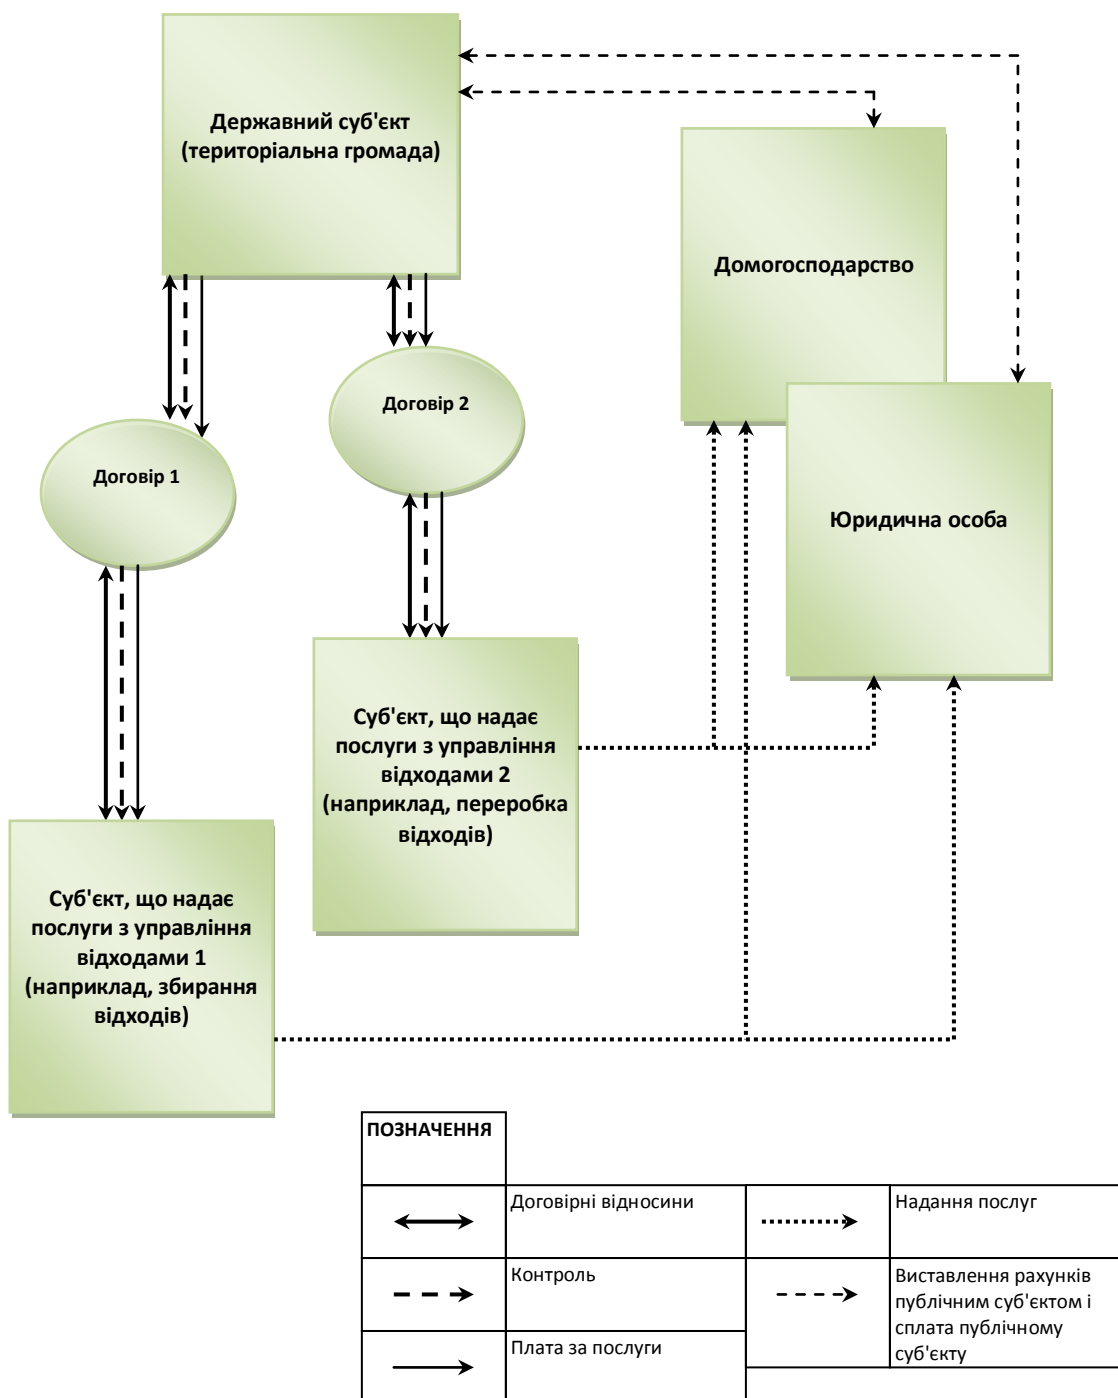 Державний суб'єкт
(територіальна громада)
Домогосподарство
Договір 2
Договір 1
Юридична особа
Суб'єкт, що надає
послуги з управління
відходами 2
(наприклад, переробка
відходів)
Суб'єкт, що надає
послуги з управління
відходами 1
(наприклад, збирання
відходів)
ПОЗНАЧЕННЯ
Договірні відносини
Надання послуг
Контроль
Виставлення рахунків
публічним суб'єктом і
сплата публічному
суб'єкту
Плата за послуги